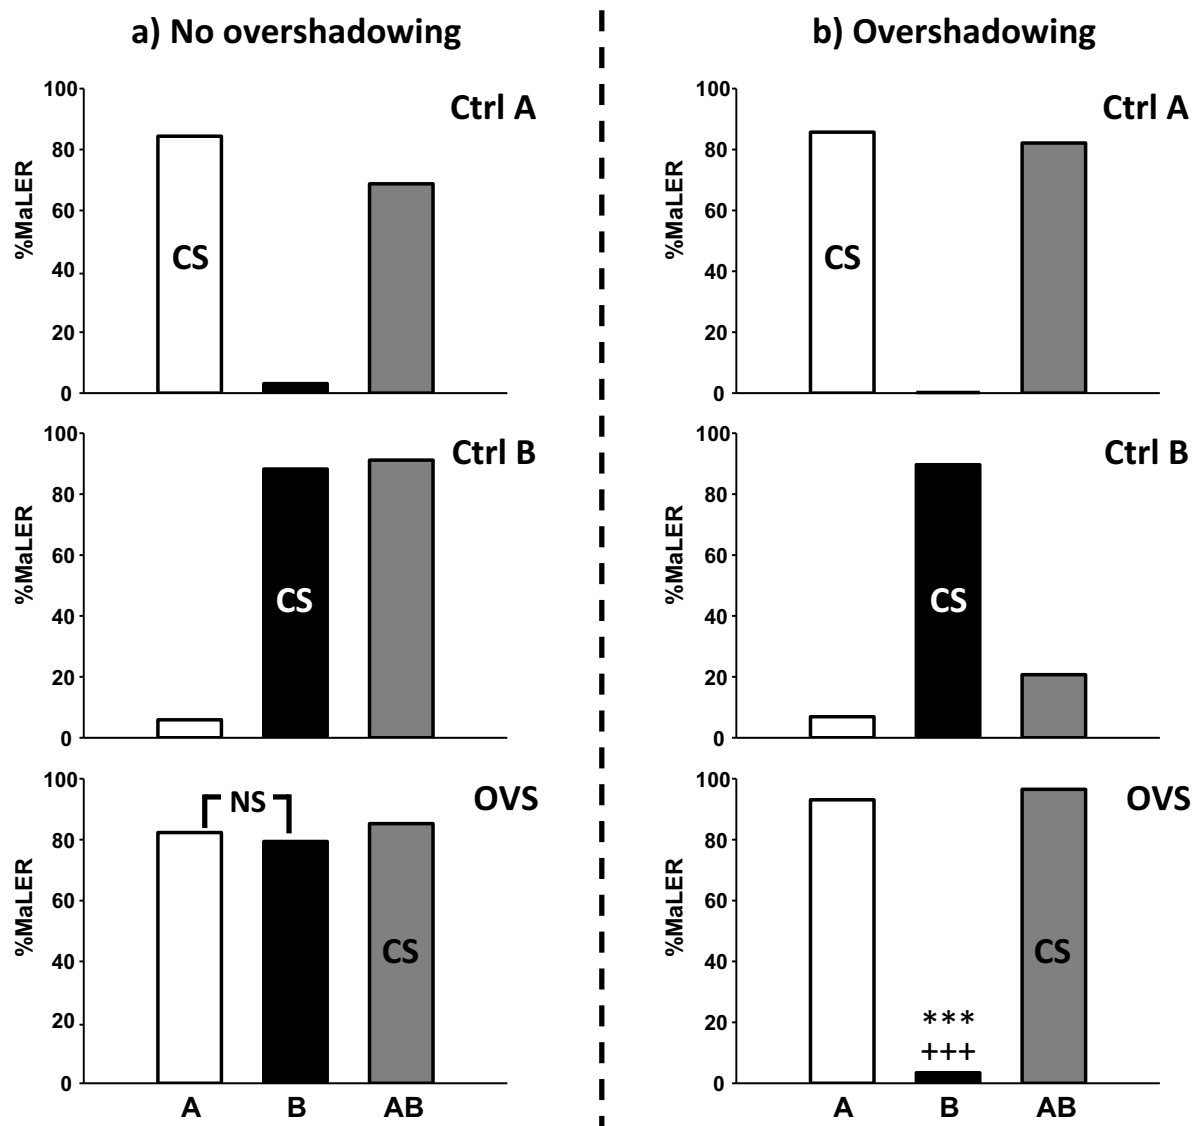 a) No overshadowing
100
80
60
40
20
0
%MaLER
Ctrl A
CS
100
80
60
40
20
0
%MaLER
Ctrl B
CS
100
80
60
40
20
0
%MaLER
NS
OVS
CS
A B AB
b) Overshadowing
100
80
60
40
20
0
%MaLER
Ctrl A
CS
100
80
60
40
20
0
%MaLER
Ctrl B
CS
100
80
60
40
20
0
%MaLER
OVS
CS
***
+++
A B AB